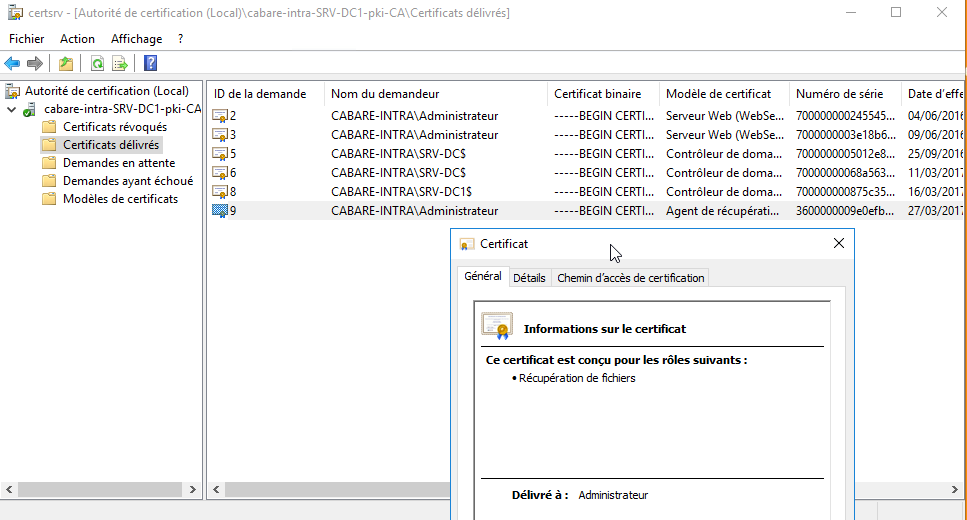 certsrv - [Autorité de certification (Local)\cabare-intra-SRV-DC1-pki-CA\Certificats délivrés]
Fichier Action Affichage ?
Autorité de certification (Local)
cabare-intra-SRV-DC1-pki-CA
Certificats révoqués
Certificats délivrés
Demandes en attente
Demandes ayant échoué
Modèles de certificats
ID de la demande Nom du demandeur Certificat binaire Modèle de certificat Numéro de série Date d'effe
2 CABARE-INTRA\Administrateur -----BEGIN CERTI... Serveur Web (WebSe... 700000000245545... 04/06/2016
3 CABARE-INTRA\Administrateur -----BEGIN CERTI... Serveur Web (WebSe... 7000000003e18b6... 09/06/2016
5 CABARE-INTRA\SRV-DC$ -----BEGIN CERTI... Contrôleur de doma... 7000000005012e8... 25/09/2016
6 CABARE-INTRA\SRV-DC$ -----BEGIN CERTI... Contrôleur de doma... 70000000068a563... 11/03/2017
8 CABARE-INTRA\SRV-DC1$ -----BEGIN CERTI... Contrôleur de doma... 70000000875c35... 16/03/2017
9 CABARE-INTRA\Administrateur -----BEGIN CERTI... Agent de récupérati... 3600000009e0efb... 27/03/2017
Certificat
Général Détails Chemin d'accès de certification
Informations sur le certificat
Ce certificat est conçu pour les rôles suivants :
• Récupération de fichiers
Délivré à : Administrateur